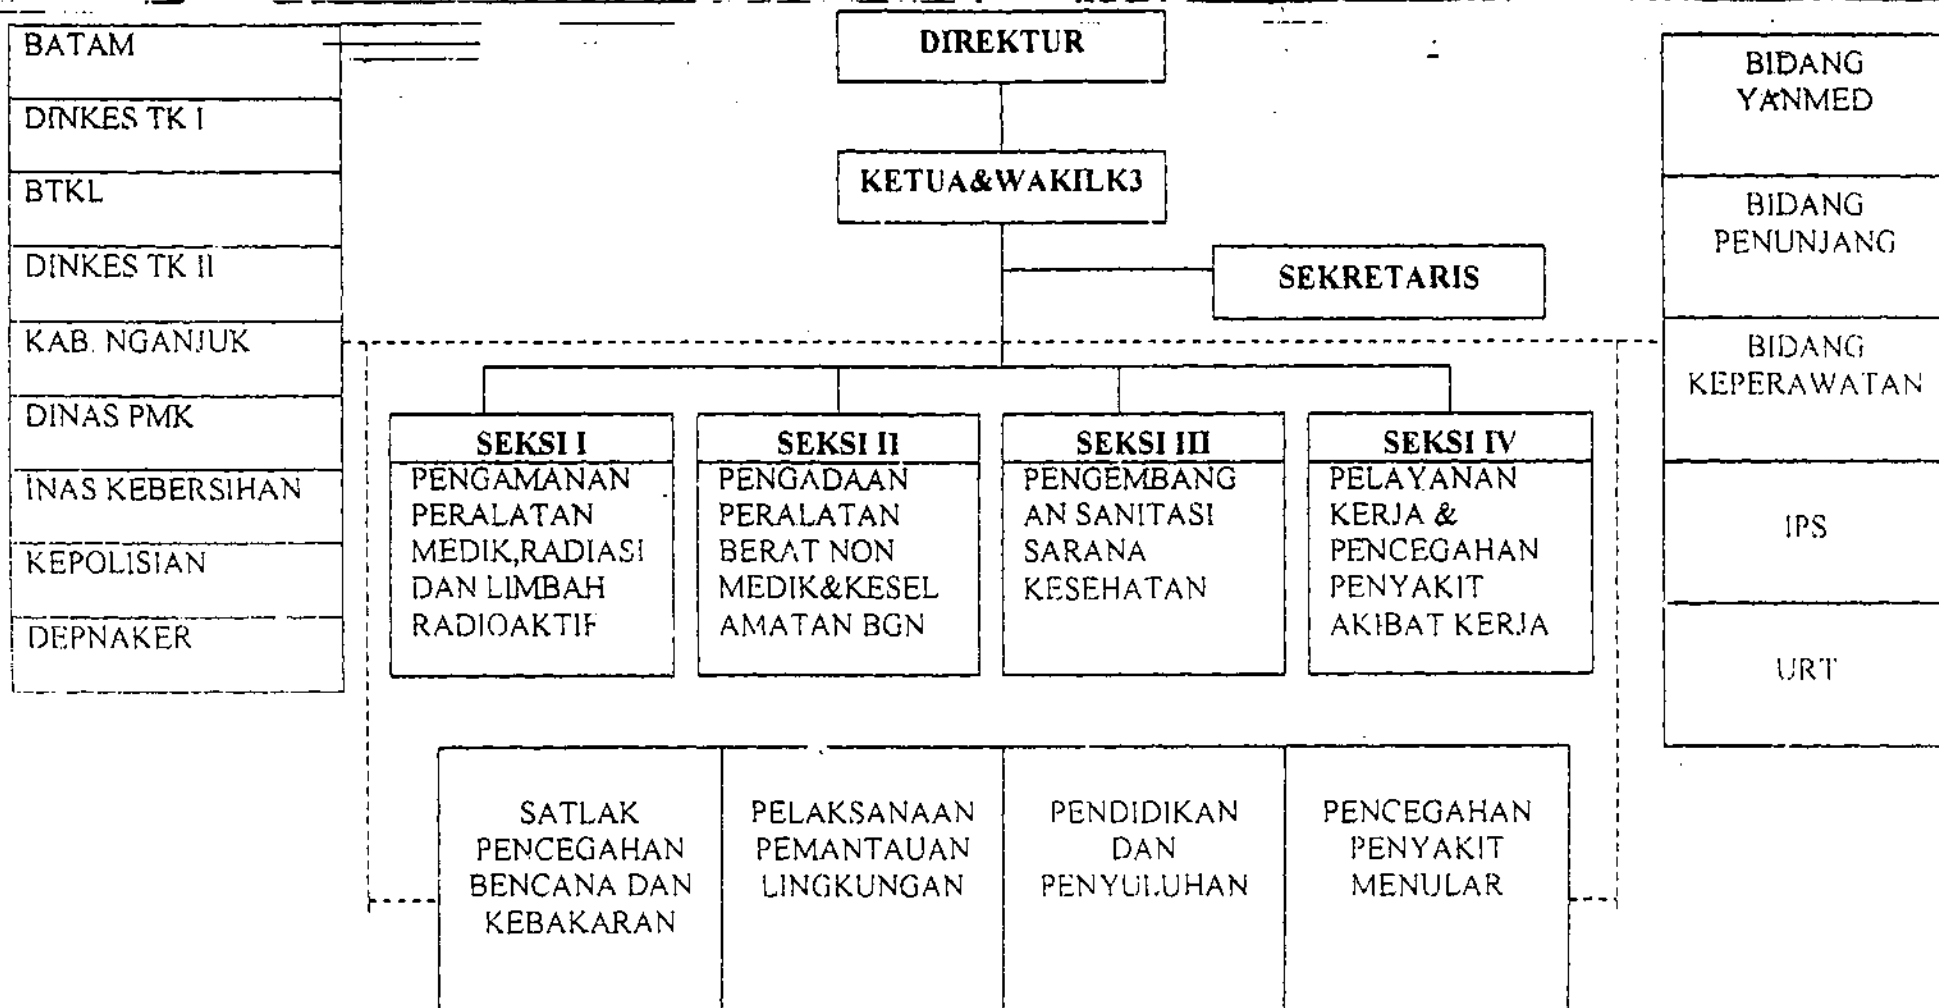 BATAM
DINKES TK I
BTKL
DINKES TK II
KAB. NGANJUK
DINAS PMK
INAS KEBERSIHAN
KEPOLISIAN
DEPNAKER
DIREKTUR
KETUA&WAKILK3
SEKRETARIS
SEKSI I
PENGAMANAN
PERALATAN
MEDIK,RADIASI
DAN LIMBAH
RADIOAKTIF
SEKSI II
PENGADAAN
PERALATAN
BERAT NON
MEDIK&KESEL
AMATAN BGN
SEKSI III
PENGEMBANG
AN SANITASI
SARANA
KESEHATAN
SEKSI IV
PELAYANAN
KERJA &
PENCEGAHAN
PENYAKIT
AKIBAT KERJA
SATLAK
PENCEGAHAN
BENCANA DAN
KEBAKARAN
PELAKSANAAN
PEMANTAUAN
LINGKUNGAN
PENDIDIKAN
DAN
PENYULUHAN
PENCEGAHAN
PENYAKIT
MENULAR
BIDANG
YANMED
BIDANG
PENUNJANG
BIDANG
KEPERAWATAN
IPS
URT